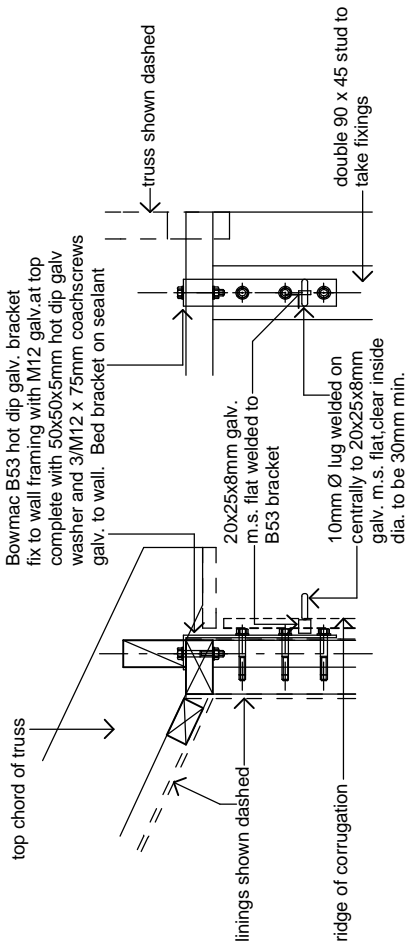 top chord of truss
Bowmac B53 hot dip galv. bracket
fix to wall framing with M12 galv.at top
complete with 50x50x5mm hot dip galv
washer and 3/M12 x 75mm coachscrews
galv. to wall.  Bed bracket on sealant
truss shown dashed
linings shown dashed
20x25x8mm galv.
m.s. flat welded to
B53 bracket
ridge of corrugation
10mm Ø lug welded on
centrally to 20x25x8mm
galv. m.s. flat,clear inside
dia. to be 30mm min.
double 90 x 45 stud to
take fixings